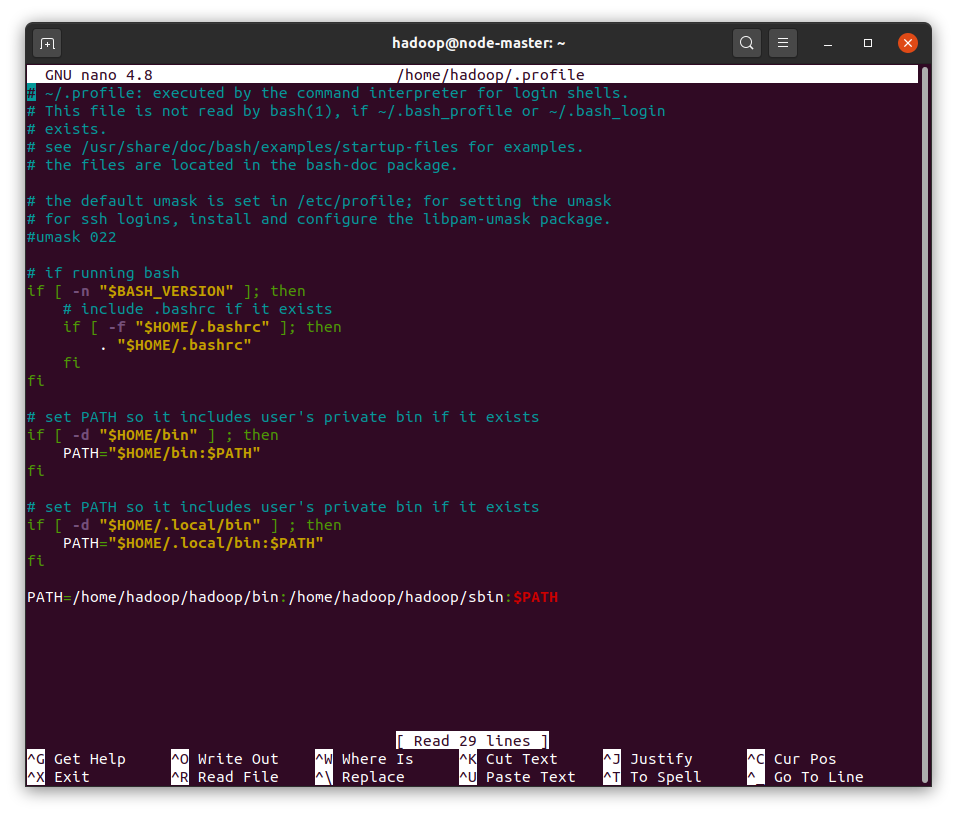 hadoop@node-master: ~
GNU nano 4.8 /home/hadoop/.profile
# ~/.profile: executed by the command interpreter for login shells.
# This file is not read by bash(1), if ~/.bash_profile or ~/.bash_login
# exists.
# see /usr/share/doc/bash/examples/startup-files for examples.
# the files are located in the bash-doc package.

# the default umask is set in /etc/profile; for setting the umask
# for ssh logins, install and configure the libpam-umask package.
#umask 022

# if running bash
if [ -n "$BASH_VERSION" ]; then
    # include .bashrc if it exists
    if [ -f "$HOME/.bashrc" ]; then
        . "$HOME/.bashrc"
    fi
fi

# set PATH so it includes user's private bin if it exists
if [ -d "$HOME/bin" ] ; then
    PATH="$HOME/bin:$PATH"
fi

# set PATH so it includes user's private bin if it exists
if [ -d "$HOME/.local/bin" ] ; then
    PATH="$HOME/.local/bin:$PATH"
fi

PATH=/home/hadoop/hadoop/bin:/home/hadoop/hadoop/sbin:$PATH
[ Read 29 lines ]
^G Get Help ^O Write Out ^W Where Is ^K Cut Text ^J Justify ^C Cur Pos
^X Exit ^R Read File ^\ Replace ^U Paste Text ^T To Spell ^_ Go To Line